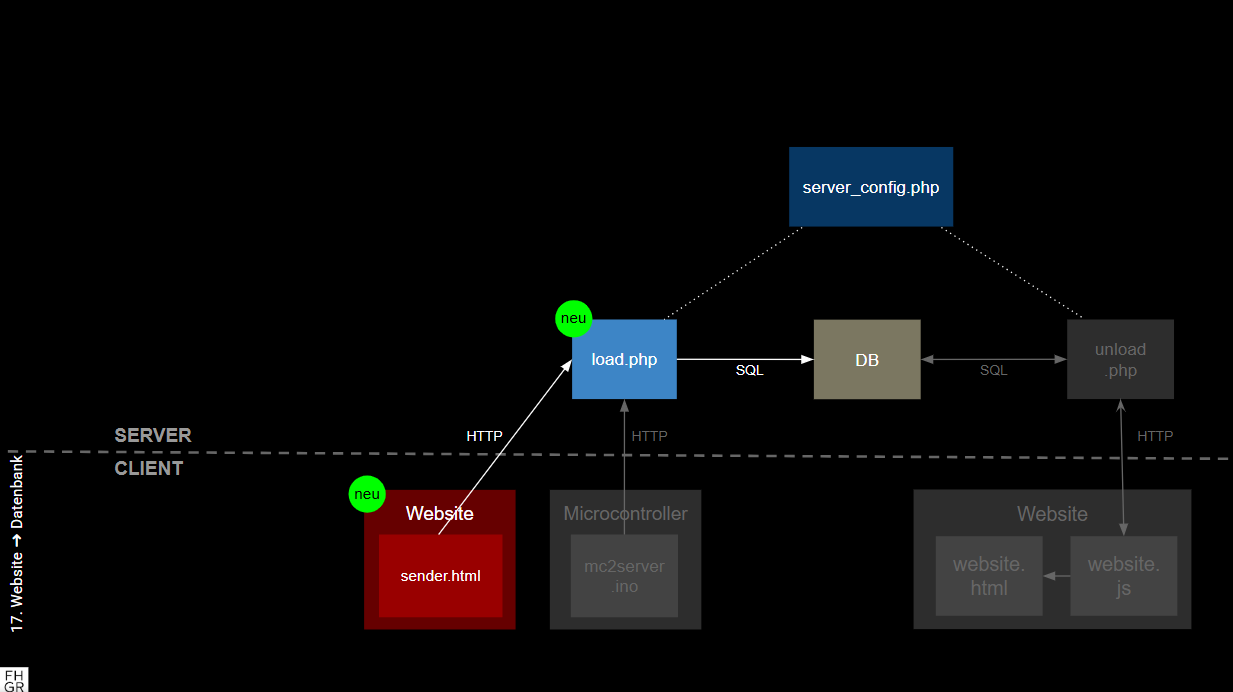 server_config.php
neu
load.php
SQL
DB
SQL
unload
.php
HTTP
HTTP
HTTP
SERVER
CLIENT
neu
Website
sender.html
Microcontroller
mc2server
.ino
Website
website.
html
website.
js
17. Website ➔ Datenbank
FH
GR